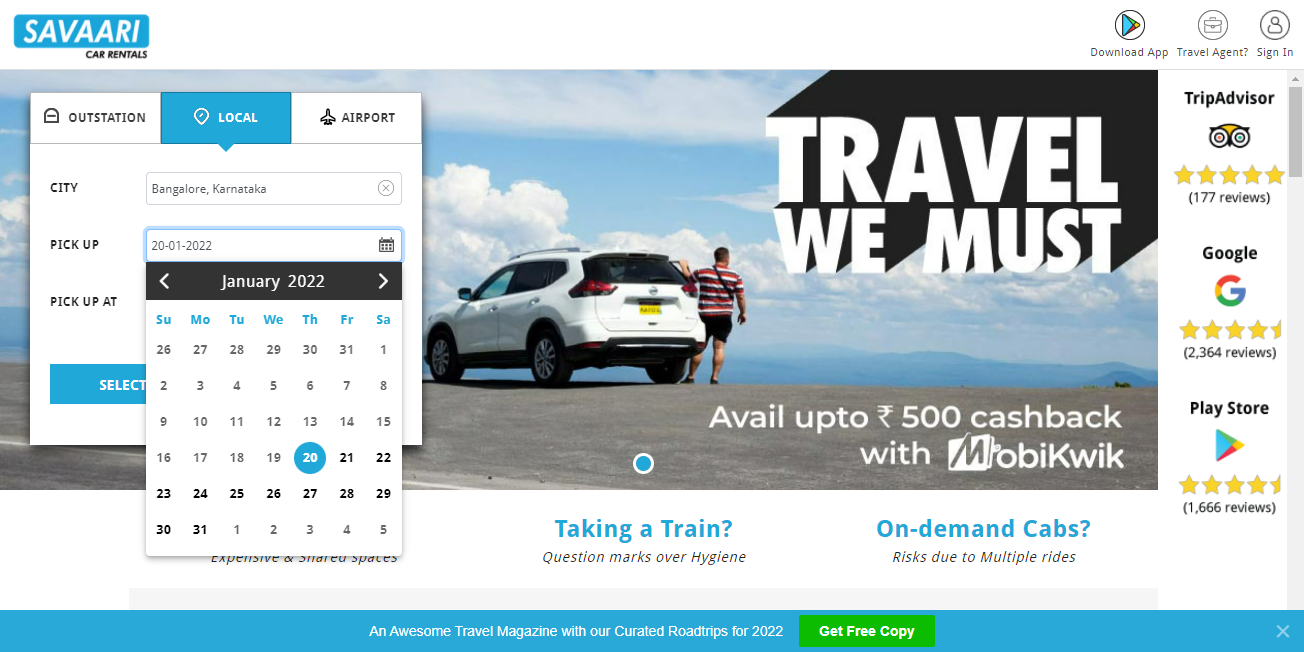 SAVAARI
CAR RENTALS
Download App
Travel Agent?
Sign In
OUTSTATION
LOCAL
AIRPORT
CITY
Bangalore, Karnataka
PICK UP
20-01-2022
PICK UP AT
SELECT
January 2022
Su Mo Tu We Th Fr Sa
26 27 28 29 30 31 1
2 3 4 5 6 7 8
9 10 11 12 13 14 15
16 17 18 19 20 21 22
23 24 25 26 27 28 29
30 31 1 2 3 4 5
TRAVEL
WE MUST
Avail upto ₹ 500 cashback
with MobiKwik
TripAdvisor
(177 reviews)
Google
(2,364 reviews)
Play Store
(1,666 reviews)
Expensive & Shared spaces
Taking a Train?
Question marks over Hygiene
On-demand Cabs?
Risks due to Multiple rides
An Awesome Travel Magazine with our Curated Roadtrips for 2022
Get Free Copy